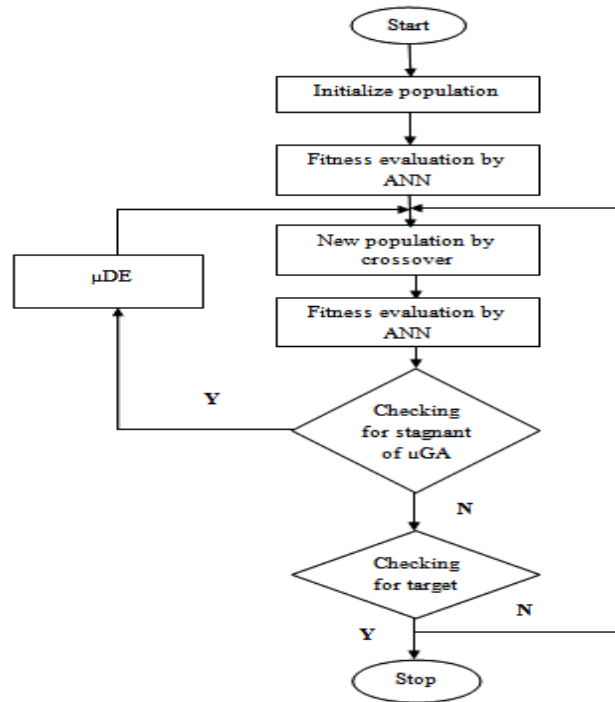 Start
Initialize population
Fitness evaluation by
ANN
New population by
crossover
µDE
Fitness evaluation by
ANN
Y
Checking
for stagnant
of uGA
N
Checking
for target
Y
N
Stop